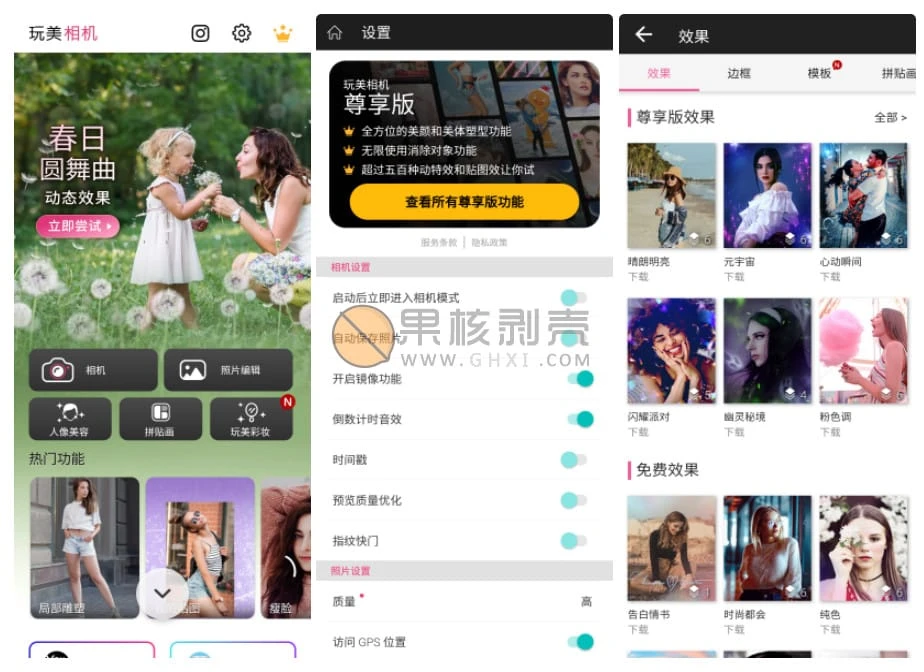 玩美相机
春日
圆舞曲
动态效果
立即尝试
相机
照片编辑
人像美容
拼贴画
玩美彩妆
N
热门功能
局部雕塑
瘦脸
设置
玩美相机
尊享版
全方位的美颜和美体塑型功能
无限使用消除对象功能
超过五百种动特效和贴图效让你试
查看所有尊享版功能
服务条款 | 隐私政策
相机设置
启动后立即进入相机模式
自动保存照片
果核剥壳
WWW.GHXI.COM
开启镜像功能
倒数计时音效
时间戳
预览质量优化
指纹快门
照片设置
质量
高
访问 GPS 位置
效果
效果
边框
模板
N
拼贴画
尊享版效果
全部 >
6
6
6
晴朗明亮
元宇宙
心动瞬间
下载
下载
下载
5
4
6
闪耀派对
幽灵秘境
粉色调
下载
下载
下载
免费效果
1
6
6
告白情书
时尚都会
纯色
下载
下载
下载